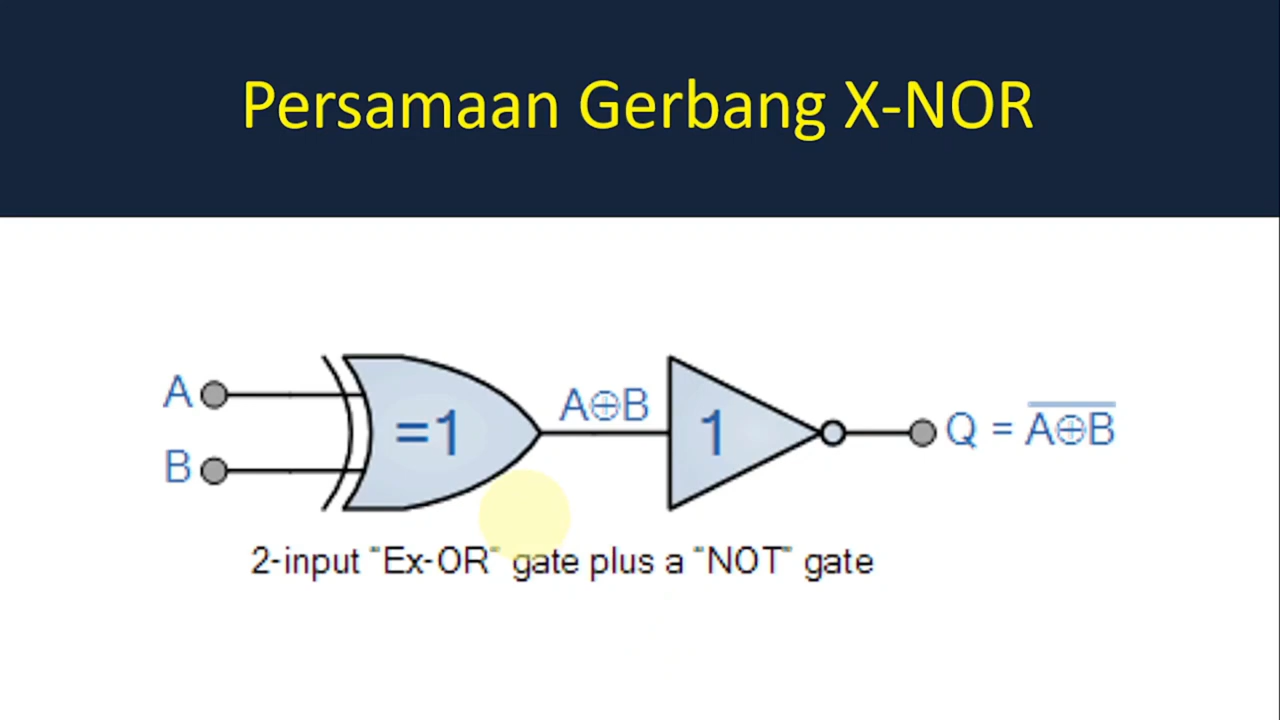 Persamaan Gerbang X-NOR
A
B
=1
A⊕B
1
Q = A⊕B̅
2-input "Ex-OR" gate plus a "NOT" gate